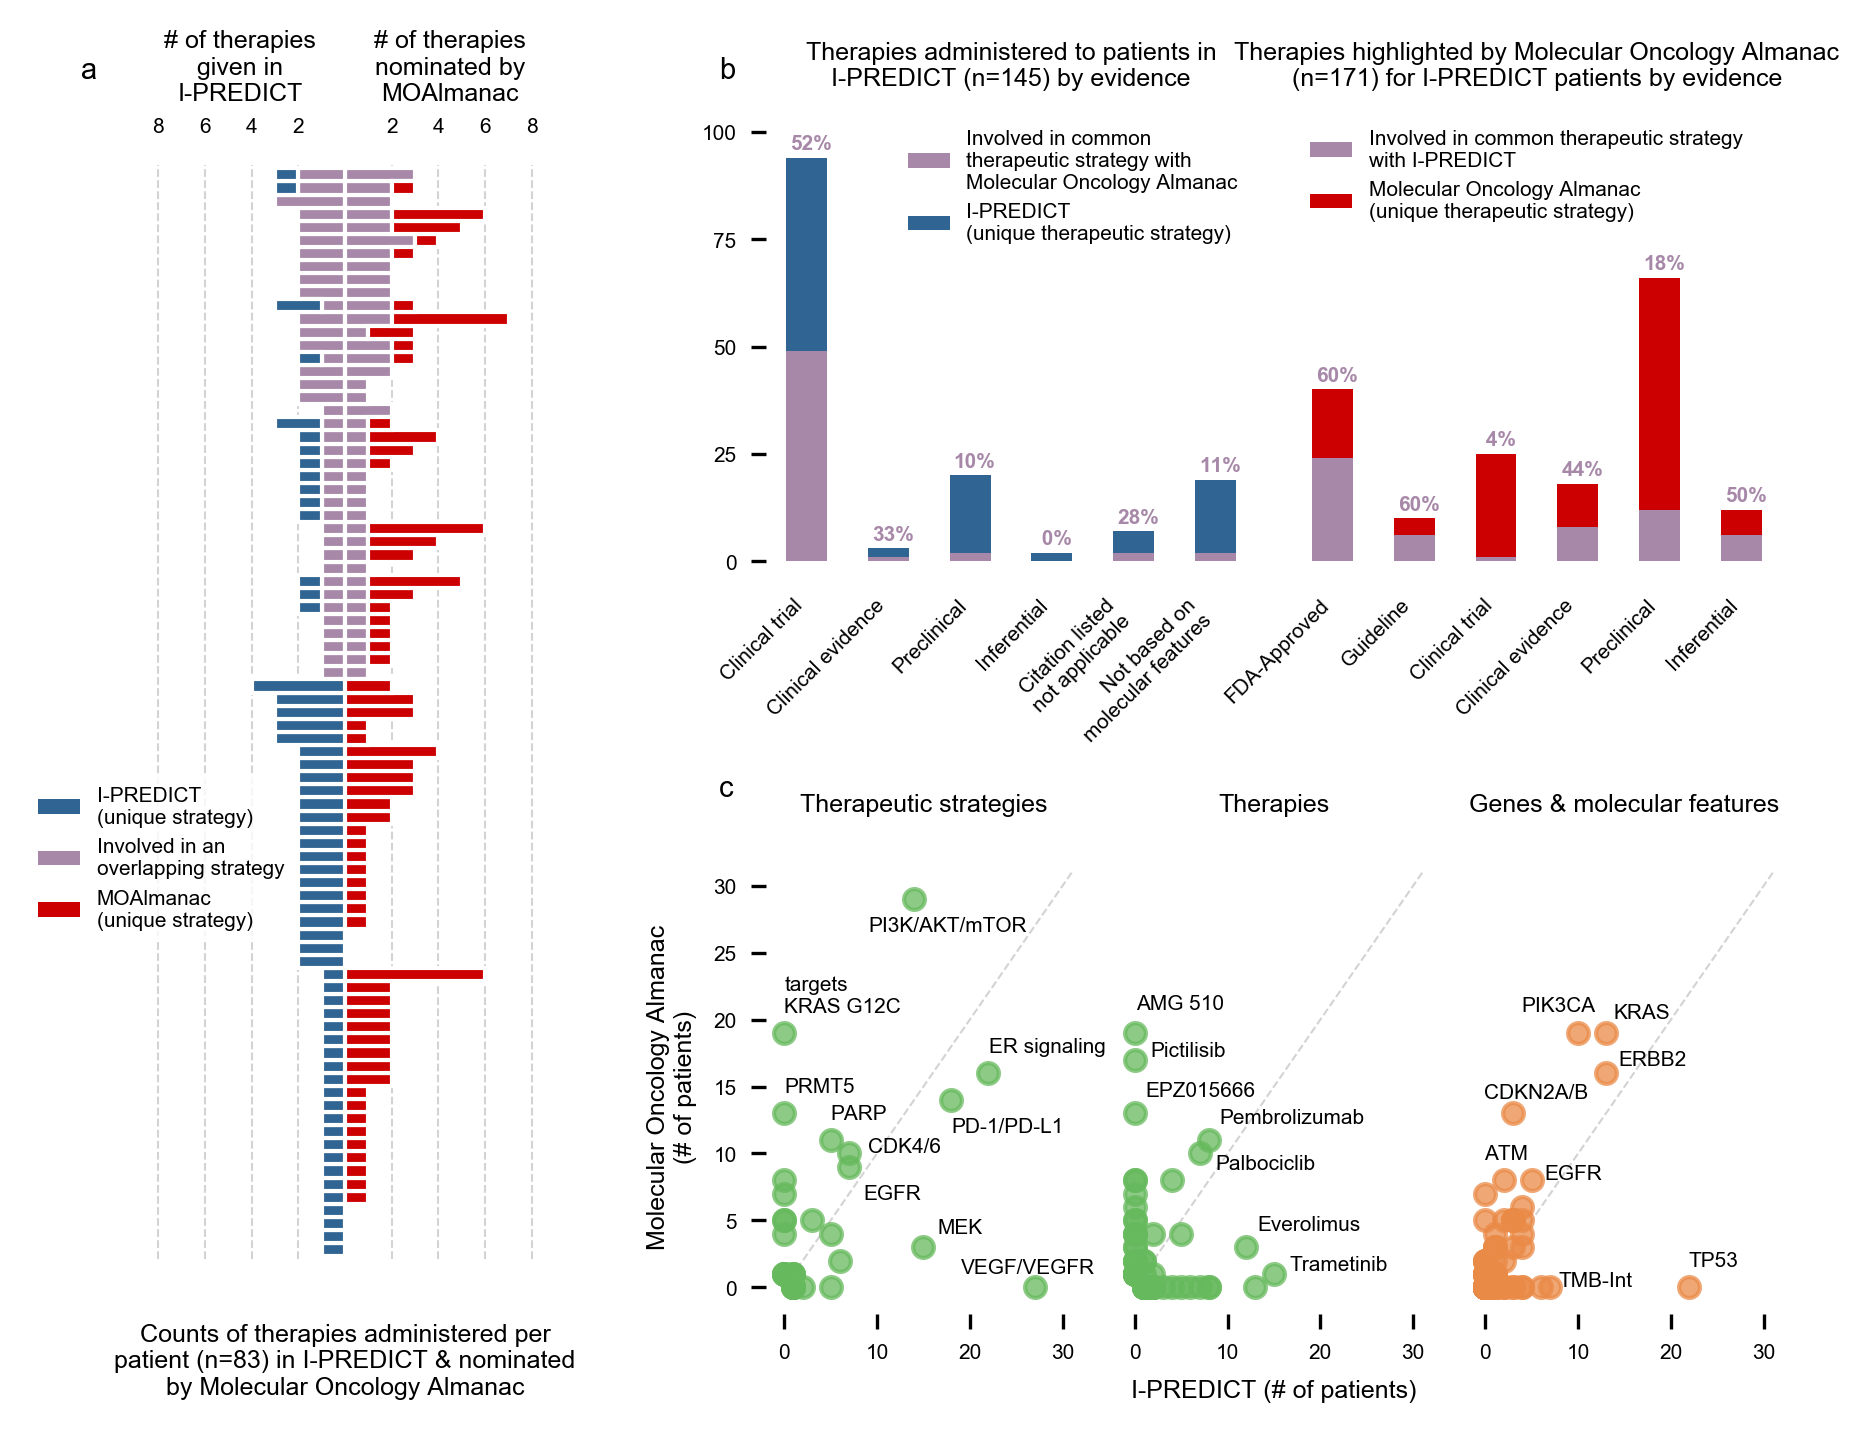 a
# of therapies
given in
I-PREDICT
# of therapies
nominated by
MOAlmanac
8 6 4 2 2 4 6 8
I-PREDICT
(unique strategy)
Involved in an
overlapping strategy
MOAlmanac
(unique strategy)
Counts of therapies administered per
patient (n=83) in I-PREDICT & nominated
by Molecular Oncology Almanac
b
Therapies administered to patients in
I-PREDICT (n=145) by evidence
Therapies highlighted by Molecular Oncology Almanac
(n=171) for I-PREDICT patients by evidence
100
75
50
25
0
Involved in common
therapeutic strategy with
Molecular Oncology Almanac
I-PREDICT
(unique therapeutic strategy)
Involved in common therapeutic strategy
with I-PREDICT
Molecular Oncology Almanac
(unique therapeutic strategy)
52%
33%
10%
0%
28%
11%
60%
60%
4%
44%
18%
50%
Clinical trial
Clinical evidence
Preclinical
Inferential
Citation listed
not applicable
Not based on
molecular features
FDA-Approved
Guideline
Clinical trial
Clinical evidence
Preclinical
Inferential
c
Therapeutic strategies
Therapies
Genes & molecular features
Molecular Oncology Almanac
(# of patients)
30
25
20
15
10
5
0
PI3K/AKT/mTOR
targets
KRAS G12C
ER signaling
PRMT5
PARP
PD-1/PD-L1
CDK4/6
EGFR
MEK
VEGF/VEGFR
AMG 510
Pictilisib
EPZ015666
Pembrolizumab
Palbociclib
Everolimus
Trametinib
PIK3CA
KRAS
ERBB2
CDKN2A/B
ATM
EGFR
TP53
TMB-Int
0 10 20 30
0 10 20 30
0 10 20 30
I-PREDICT (# of patients)